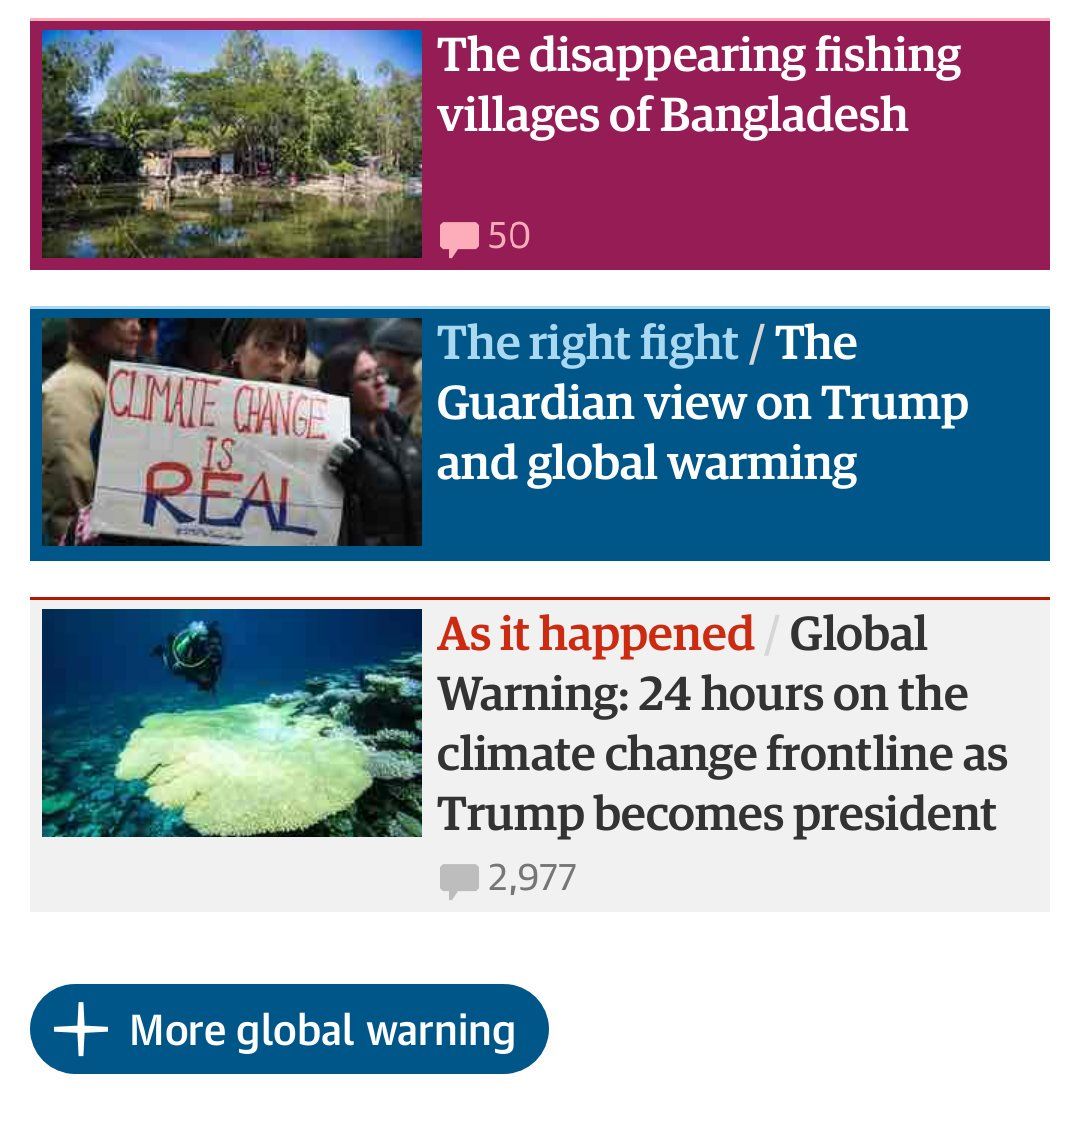 The disappearing fishing
villages of Bangladesh
50
CLIMATE CHANGE
IS
REAL
The right fight / The
Guardian view on Trump
and global warming
As it happened / Global
Warning: 24 hours on the
climate change frontline as
Trump becomes president
2,977
More global warning